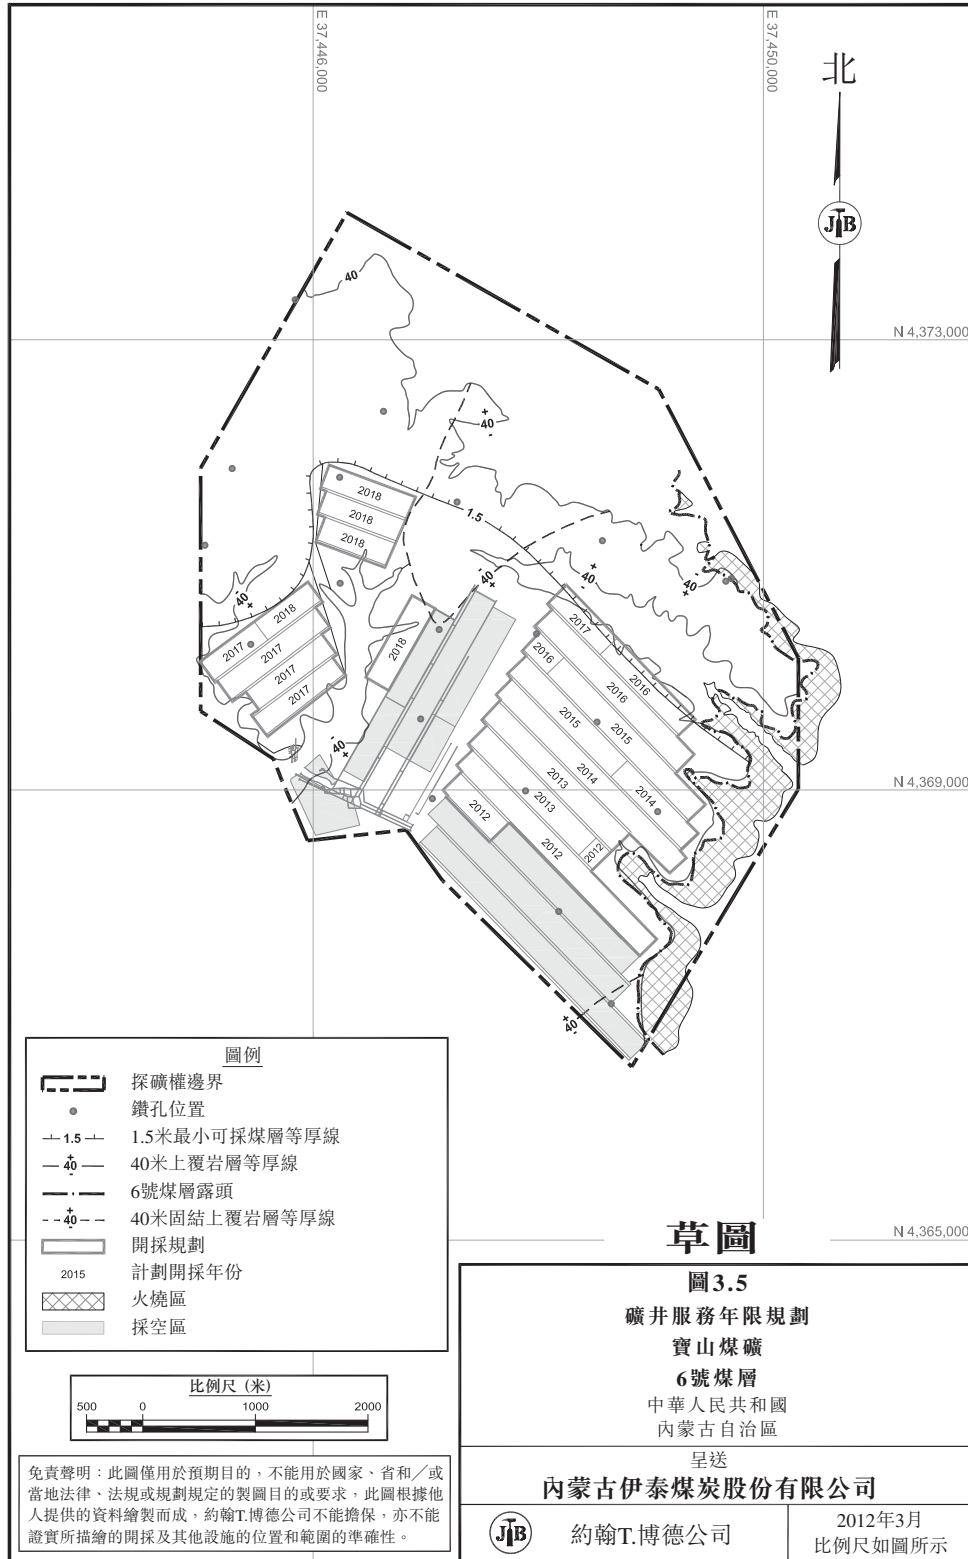 E 37,446,000
E 37,450,000
北
JTB
N 4,373,000
40
+
40
-
2018
2018
2018
1.5
-
40
+
-
40
+
40
-
+
-
40
+
2018
2017
2017
2017
2017
2018
2017
2016
2016
2016
2015
2015
2014
2014
2013
2013
2012
2012
2012
-
40
+
N 4,369,000
+
40
-
N 4,365,000
圖例
探礦權邊界
鑽孔位置
1.5 1.5米最小可採煤層等厚線
+
40 40米上覆岩層等厚線
-
6號煤層露頭
+
40 40米固結上覆岩層等厚線
-
開採規劃
2015 計劃開採年份
火燒區
採空區
比例尺 (米)
500 0 1000 2000
免責聲明：此圖僅用於預期目的，不能用於國家、省和／或
當地法律、法規或規劃規定的製圖目的或要求，此圖根據他
人提供的資料繪製而成，約翰T.博德公司不能擔保，亦不能
證實所描繪的開採及其他設施的位置和範圍的準確性。
草圖
圖3.5
礦井服務年限規劃
寶山煤礦
6號煤層
中華人民共和國
內蒙古自治區
呈送
內蒙古伊泰煤炭股份有限公司
JTB 約翰T.博德公司
2012年3月
比例尺如圖所示